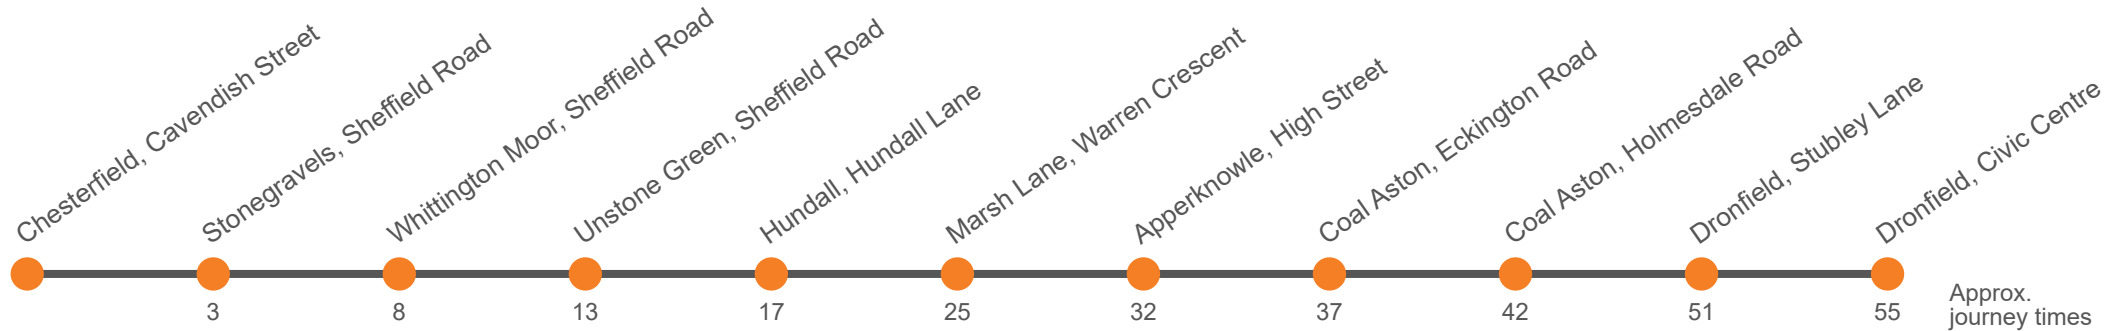 Chesterfield, Cavendish Street
Stonegravels, Sheffield Road
Whittington Moor, Sheffield Road
Unstone Green, Sheffield Road
Hundall, Hundall Lane
Marsh Lane, Warren Crescent
Apperknowle, High Street
Coal Aston, Eckington Road
Coal Aston, Holmesdale Road
Dronfield, Stubley Lane
Dronfield, Civic Centre
3 8 13 17 25 32 37 42 51 55
Approx.
journey times